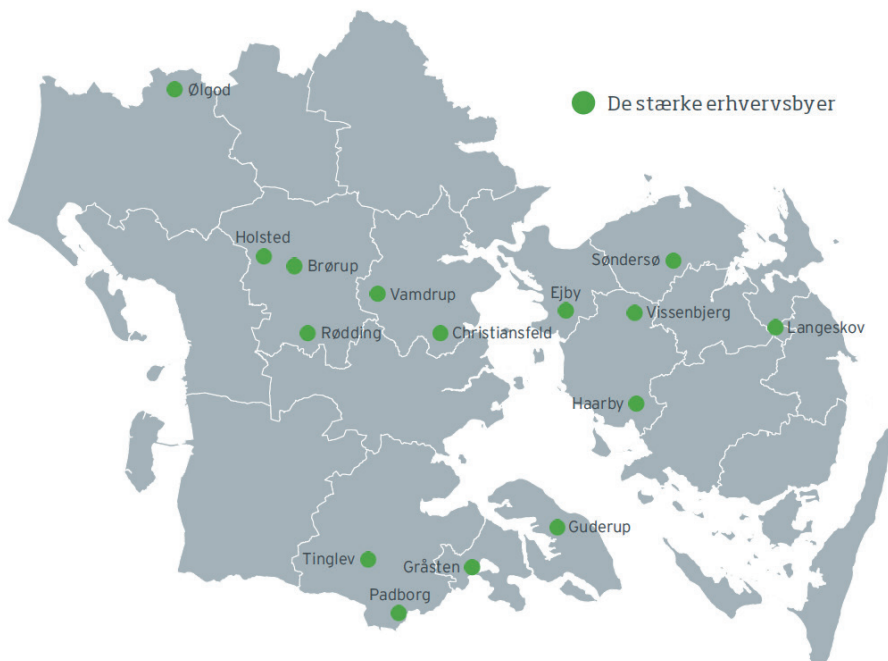 Ølgod
De stærke erhvervsbyer
Holsted
Brørup
Søndersø
Vamdrup
Ejby
Vissenbjerg
Rødding
Christiansfeld
Langeskov
Haarby
Guderup
Tinglev
Gråsten
Padborg